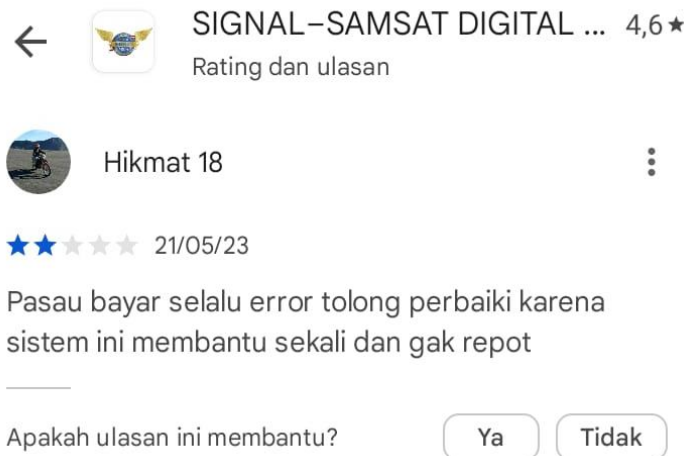 SIGNAL–SAMSAT DIGITAL ... 4,6★
Rating dan ulasan
Hikmat 18
21/05/23
Pasau bayar selalu error tolong perbaiki karena
sistem ini membantu sekali dan gak repot
Apakah ulasan ini membantu? Ya Tidak